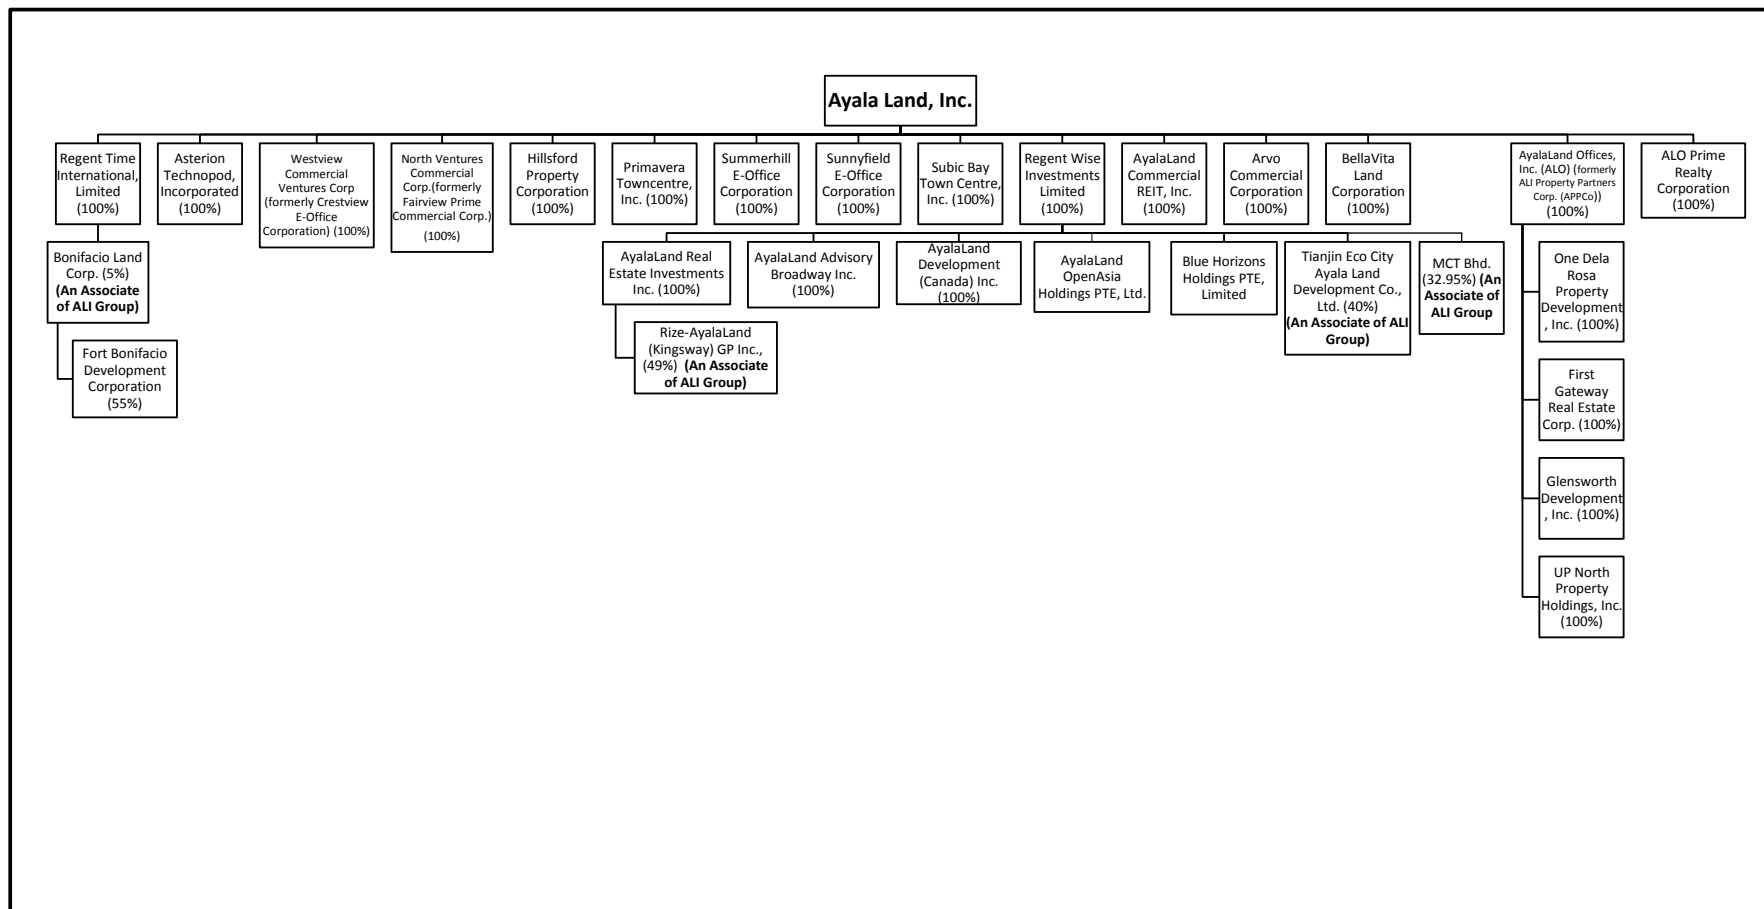 Ayala Land, Inc.
Regent Time
International,
Limited
(100%)
Asterion
Technopod,
Incorporated
(100%)
Westview
Commercial
Ventures Corp
(formerly Crestview
E-Office
Corporation) (100%)
North Ventures
Commercial
Corp.(formerly
Fairview Prime
Commercial Corp.)
(100%)
Hillsford
Property
Corporation
(100%)
Primavera
Towncentre,
Inc. (100%)
Summerhill
E-Office
Corporation
(100%)
Sunnyfield
E-Office
Corporation
(100%)
Subic Bay
Town Centre,
Inc. (100%)
Regent Wise
Investments
Limited
(100%)
AyalaLand
Commercial
REIT, Inc.
(100%)
Arvo
Commercial
Corporation
(100%)
BellaVita
Land
Corporation
(100%)
AyalaLand Offices,
Inc. (ALO) (formerly
ALI Property Partners
Corp. (APPCo))
(100%)
ALO Prime
Realty
Corporation
(100%)
Bonifacio Land
Corp. (5%)
(An Associate
of ALI Group)
Fort Bonifacio
Development
Corporation
(55%)
AyalaLand Real
Estate Investments
Inc. (100%)
Rize-AyalaLand
(Kingsway) GP Inc.,
(49%) (An Associate
of ALI Group)
AyalaLand Advisory
Broadway Inc.
(100%)
AyalaLand
Development
(Canada) Inc.
(100%)
AyalaLand
OpenAsia
Holdings PTE, Ltd.
Blue Horizons
Holdings PTE,
Limited
Tianjin Eco City
Ayala Land
Development Co.,
Ltd. (40%)
(An Associate of ALI
Group)
MCT Bhd.
(32.95%) (An
Associate of
ALI Group
One Dela
Rosa
Property
Development
, Inc. (100%)
First
Gateway
Real Estate
Corp. (100%)
Glensworth
Development
, Inc. (100%)
UP North
Property
Holdings, Inc.
(100%)